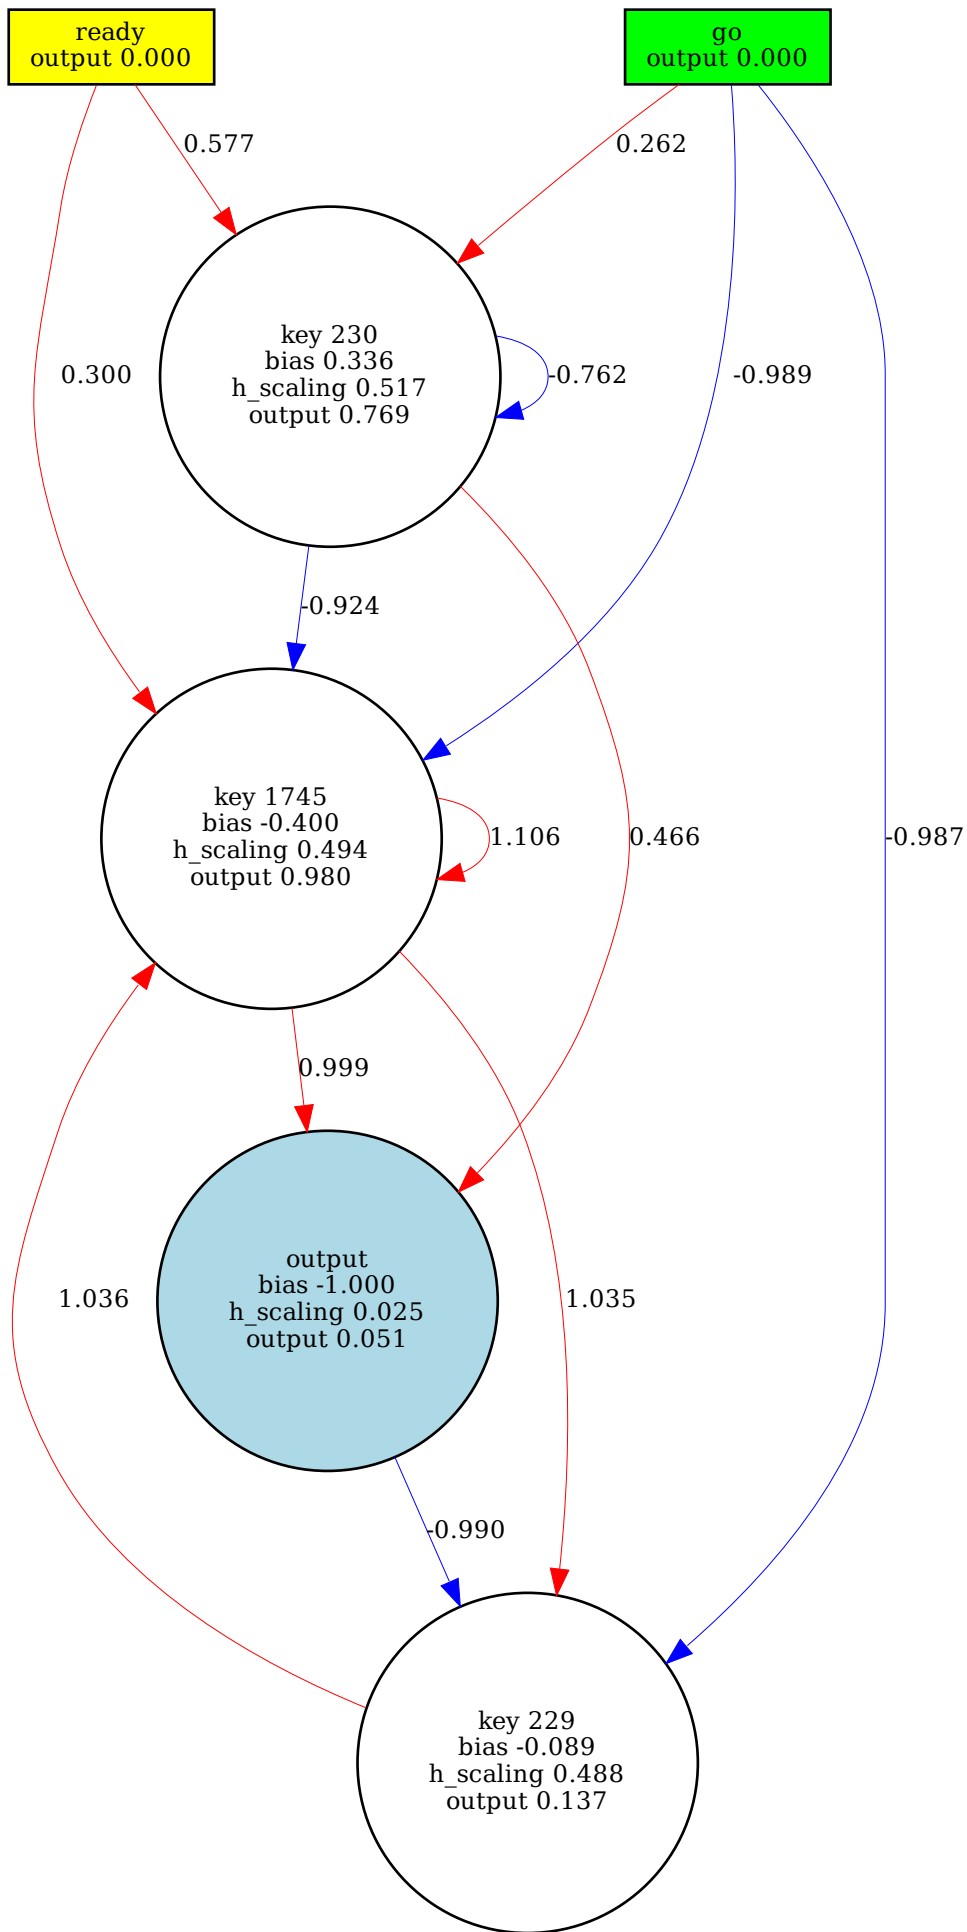 ready
output 0.000
go
output 0.000
0.577
0.262
key 230
bias 0.336
h_scaling 0.517
output 0.769
0.300
-0.762
-0.989
-0.924
key 1745
bias -0.400
h_scaling 0.494
output 0.980
1.106
0.466
-0.987
0.999
output
bias -1.000
h_scaling 0.025
output 0.051
1.036
1.035
-0.990
key 229
bias -0.089
h_scaling 0.488
output 0.137